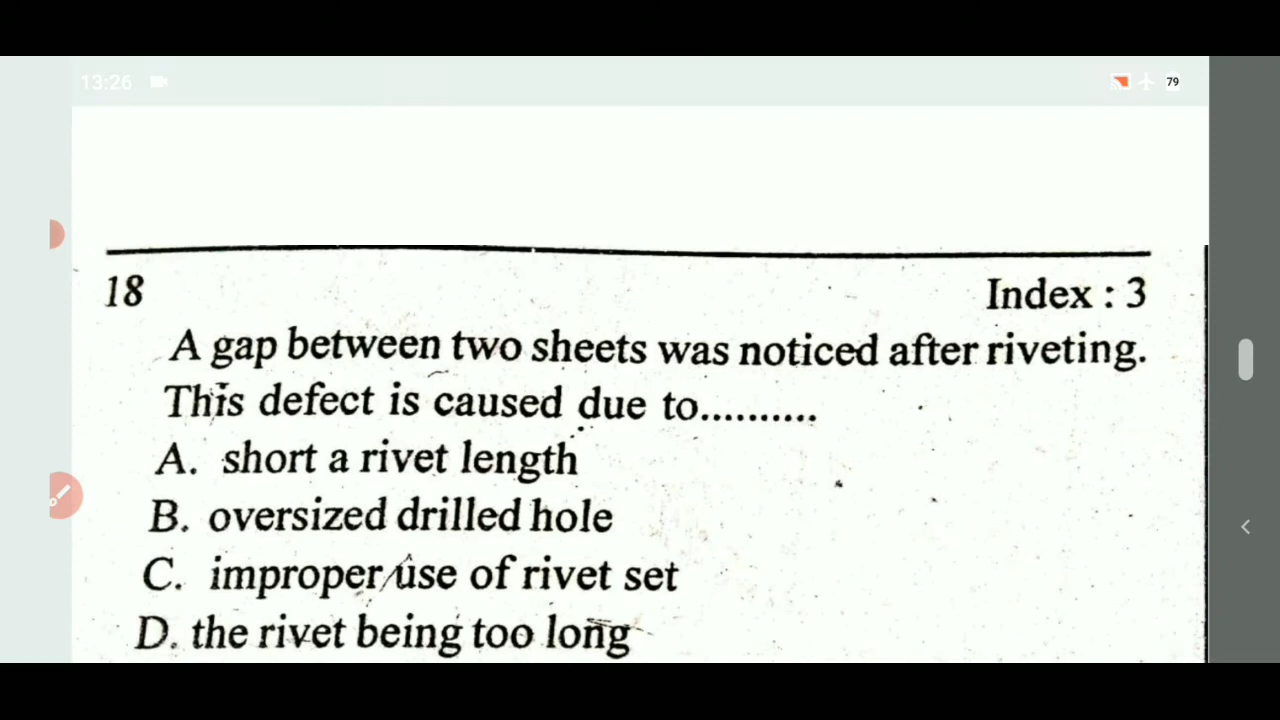 13:26
79
18 Index : 3
A gap between two sheets was noticed after riveting.
This defect is caused due to..........
A. short a rivet length
B. oversized drilled hole
C. improper use of rivet set
D. the rivet being too long